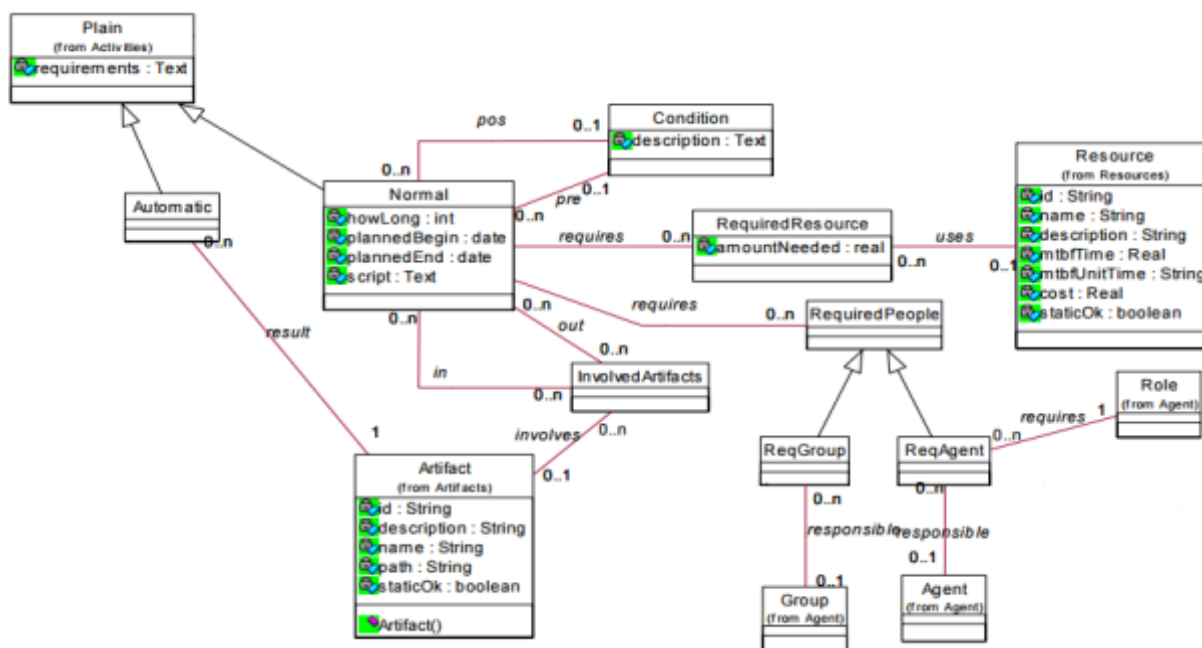 Plain
(from Activities)
requirements : Text
pos
0..1
Condition
description : Text
0..n
0..1
pre
0..n
Automatic
0..n
Normal
howLong : int
plannedBegin : date
plannedEnd : date
script : Text
requires
0..n
RequiredResource
amountNeeded : real
0..n
uses
0..1
Resource
(from Resources)
id : String
name : String
description : String
mtbfTime : Real
mtbfUnitTime : String
cost : Real
staticOk : boolean
requires
0..n
RequiredPeople
0..n
0..n
out
0..n
result
in
0..n
InvolvedArtifacts
involves
0..n
0..1
1
Artifact
(from Artifacts)
id : String
description : String
name : String
path : String
staticOk : boolean
Artifact()
ReqGroup
ReqAgent
0..n
requires
1
Role
(from Agent)
0..n
0..n
responsible
responsible
0..1
0..1
Group
(from Agent)
Agent
(from Agent)